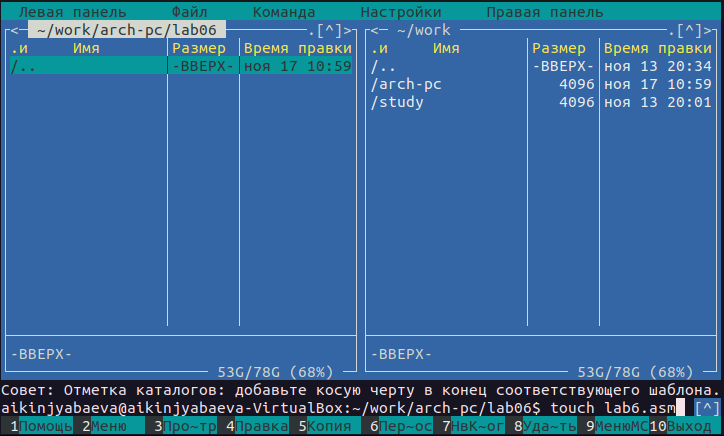 Левая панель Файл Команда Настройки Правая панель
<- ~/work/arch-pc/lab06 .[^]> <- ~/work .[^]>
.и Имя Размер Время правки .и Имя Размер Время правки
/.. -ВВЕРХ- ноя 17 10:59 /.. -ВВЕРХ- ноя 13 20:34
/arch-pc 4096 ноя 17 10:59
/study 4096 ноя 13 20:01
-ВВЕРХ- -ВВЕРХ-
53G/78G (68%) 53G/78G (68%)
Совет: Отметка каталогов: добавьте косую черту в конец соответствующего шаблона.
aikinjyabaeva@aikinjyabaeva-VirtualBox:~/work/arch-pc/lab06$ touch lab6.asm [^]
1Помощь 2Меню 3Про~тр 4Правка 5Копия 6Пер~ос 7НвК~ог 8Уда~ть 9МенюMC 10Выход